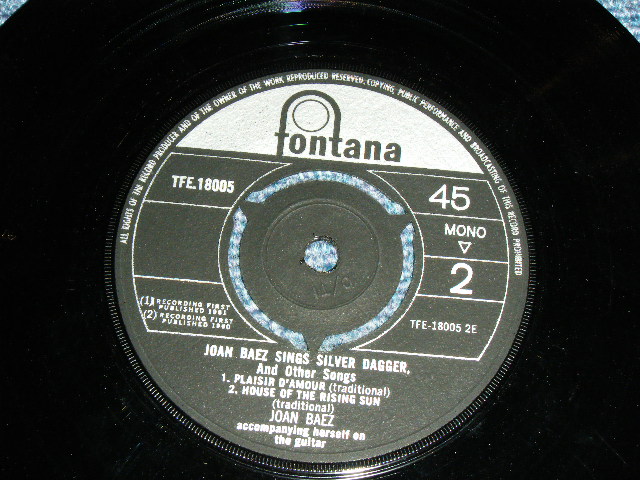 ALL RIGHTS OF THE RECORD PRODUCER AND OF THE OWNER OF THE WORK REPRODUCED RESERVED. COPYING, PUBLIC PERFORMANCE AND BROADCASTING OF THIS RECORD PROHIBITED
fontana
TFE.18005
45
MONO
2
(1) RECORDING FIRST
PUBLISHED 1961
(2) RECORDING FIRST
PUBLISHED 1960
TFE-18005 2E
JOAN BAEZ SINGS SILVER DAGGER,
And Other Songs
1. PLAISIR D'AMOUR (traditional)
2. HOUSE OF THE RISING SUN
(traditional)
JOAN BAEZ
accompanying herself on
the guitar